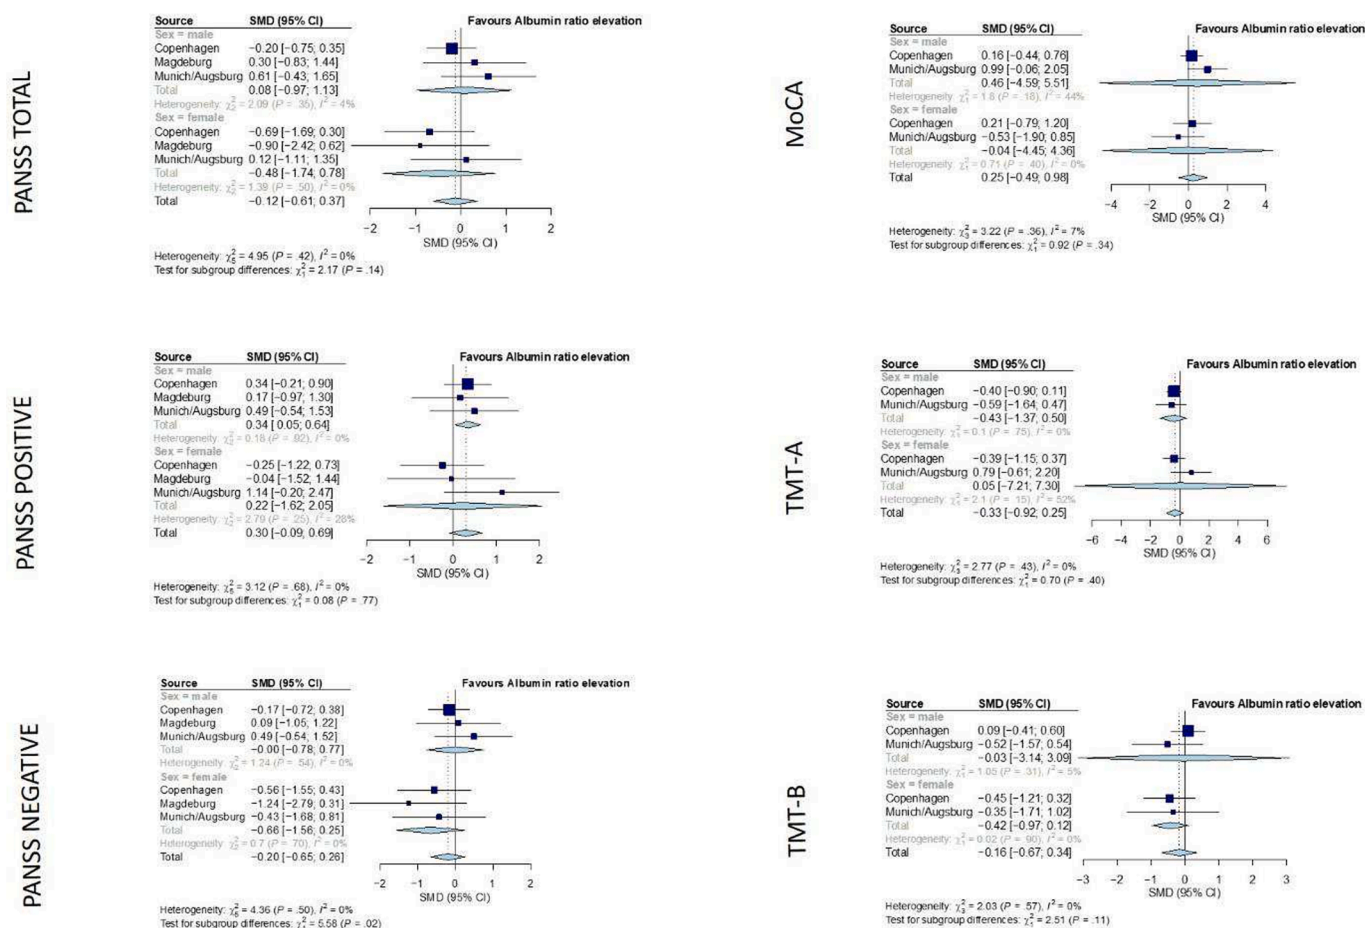 PANSS TOTAL
Source SMD (95% CI) Favours Albumin ratio elevation
Sex = male
Copenhagen −0.20 [−0.75; 0.35]
Magdeburg 0.30 [−0.83; 1.44]
Munich/Augsburg 0.61 [−0.43; 1.65]
Total 0.08 [−0.97; 1.13]
Heterogeneity: χ²₂ = 2.09 (P = .35), I² = 4%
Sex = female
Copenhagen −0.69 [−1.69; 0.30]
Magdeburg −0.90 [−2.42; 0.62]
Munich/Augsburg 0.12 [−1.11; 1.35]
Total −0.48 [−1.74; 0.78]
Heterogeneity: χ²₂ = 1.39 (P = .50), I² = 0%
Total −0.12 [−0.61; 0.37]
−2 −1 0 1 2
SMD (95% CI)
Heterogeneity: χ²₅ = 4.95 (P = .42), I² = 0%
Test for subgroup differences: χ²₁ = 2.17 (P = .14)
PANSS POSITIVE
Source SMD (95% CI) Favours Albumin ratio elevation
Sex = male
Copenhagen 0.34 [−0.21; 0.90]
Magdeburg 0.17 [−0.97; 1.30]
Munich/Augsburg 0.49 [−0.54; 1.53]
Total 0.34 [0.05; 0.64]
Heterogeneity: χ²₂ = 0.18 (P = .92), I² = 0%
Sex = female
Copenhagen −0.25 [−1.22; 0.73]
Magdeburg −0.04 [−1.52; 1.44]
Munich/Augsburg 1.14 [−0.20; 2.47]
Total 0.22 [−1.62; 2.05]
Heterogeneity: χ²₂ = 2.79 (P = .25), I² = 28%
Total 0.30 [−0.09; 0.69]
−2 −1 0 1 2
SMD (95% CI)
Heterogeneity: χ²₅ = 3.12 (P = .68), I² = 0%
Test for subgroup differences: χ²₁ = 0.08 (P = .77)
PANSS NEGATIVE
Source SMD (95% CI) Favours Albumin ratio elevation
Sex = male
Copenhagen −0.17 [−0.72; 0.38]
Magdeburg 0.09 [−1.05; 1.22]
Munich/Augsburg 0.49 [−0.54; 1.52]
Total −0.00 [−0.78; 0.77]
Heterogeneity: χ²₂ = 1.24 (P = .54), I² = 0%
Sex = female
Copenhagen −0.56 [−1.55; 0.43]
Magdeburg −1.24 [−2.79; 0.31]
Munich/Augsburg −0.43 [−1.68; 0.81]
Total −0.66 [−1.56; 0.25]
Heterogeneity: χ²₂ = 0.7 (P = .70), I² = 0%
Total −0.20 [−0.65; 0.26]
−2 −1 0 1 2
SMD (95% CI)
Heterogeneity: χ²₅ = 4.36 (P = .50), I² = 0%
Test for subgroup differences: χ²₁ = 5.58 (P = .02)
MoCA
Source SMD (95% CI) Favours Albumin ratio elevation
Sex = male
Copenhagen 0.16 [−0.44; 0.76]
Munich/Augsburg 0.99 [−0.06; 2.05]
Total 0.46 [−4.59; 5.51]
Heterogeneity: χ²₁ = 1.8 (P = .18), I² = 44%
Sex = female
Copenhagen 0.21 [−0.79; 1.20]
Munich/Augsburg −0.53 [−1.90; 0.85]
Total −0.04 [−4.45; 4.36]
Heterogeneity: χ²₁ = 0.71 (P = .40), I² = 0%
Total 0.25 [−0.49; 0.98]
−4 −2 0 2 4
SMD (95% CI)
Heterogeneity: χ²₃ = 3.22 (P = .36), I² = 7%
Test for subgroup differences: χ²₁ = 0.92 (P = .34)
TMT-A
Source SMD (95% CI) Favours Albumin ratio elevation
Sex = male
Copenhagen −0.40 [−0.90; 0.11]
Munich/Augsburg −0.59 [−1.64; 0.47]
Total −0.43 [−1.37; 0.50]
Heterogeneity: χ²₁ = 0.1 (P = .75), I² = 0%
Sex = female
Copenhagen −0.39 [−1.15; 0.37]
Munich/Augsburg 0.79 [−0.61; 2.20]
Total 0.05 [−7.21; 7.30]
Heterogeneity: χ²₁ = 2.1 (P = .15), I² = 52%
Total −0.33 [−0.92; 0.25]
−6 −4 −2 0 2 4 6
SMD (95% CI)
Heterogeneity: χ²₃ = 2.77 (P = .43), I² = 0%
Test for subgroup differences: χ²₁ = 0.70 (P = .40)
TMT-B
Source SMD (95% CI) Favours Albumin ratio elevation
Sex = male
Copenhagen 0.09 [−0.41; 0.60]
Munich/Augsburg −0.52 [−1.57; 0.54]
Total −0.03 [−3.14; 3.09]
Heterogeneity: χ²₁ = 1.05 (P = .31), I² = 5%
Sex = female
Copenhagen −0.45 [−1.21; 0.32]
Munich/Augsburg −0.35 [−1.71; 1.02]
Total −0.42 [−0.97; 0.12]
Heterogeneity: χ²₁ = 0.02 (P = .90), I² = 0%
Total −0.16 [−0.67; 0.34]
−3 −2 −1 0 1 2 3
SMD (95% CI)
Heterogeneity: χ²₃ = 2.03 (P = .57), I² = 0%
Test for subgroup differences: χ²₁ = 2.51 (P = .11)